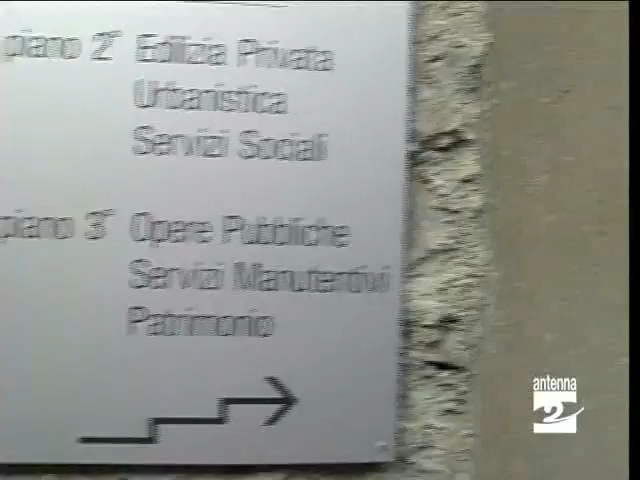 piano 2° Edilizia Privata
Urbanistica
Servizi Sociali
piano 3° Opere Pubbliche
Servizi Manutentivi
Patrimonio
antenna
2